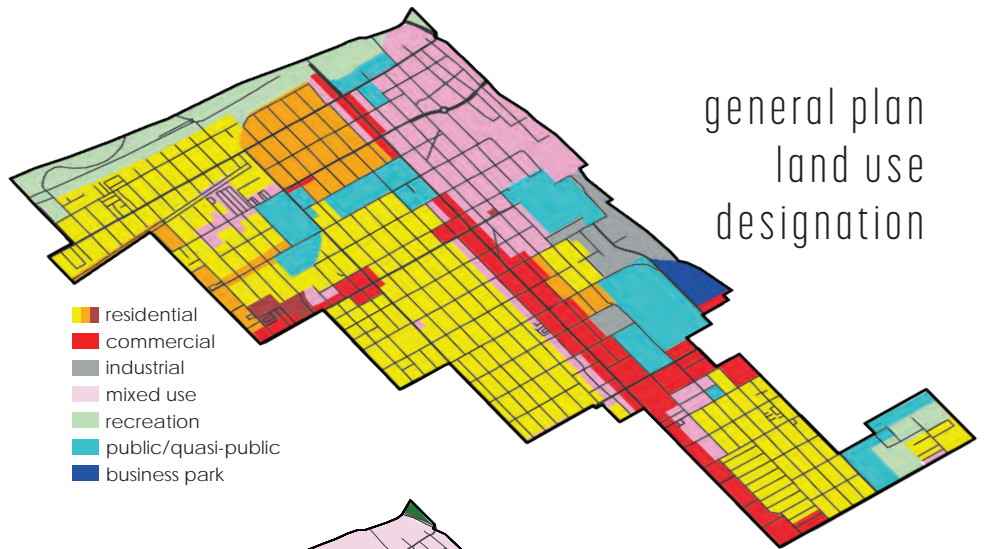 general plan
land use
designation
residential
commercial
industrial
mixed use
recreation
public/quasi-public
business park